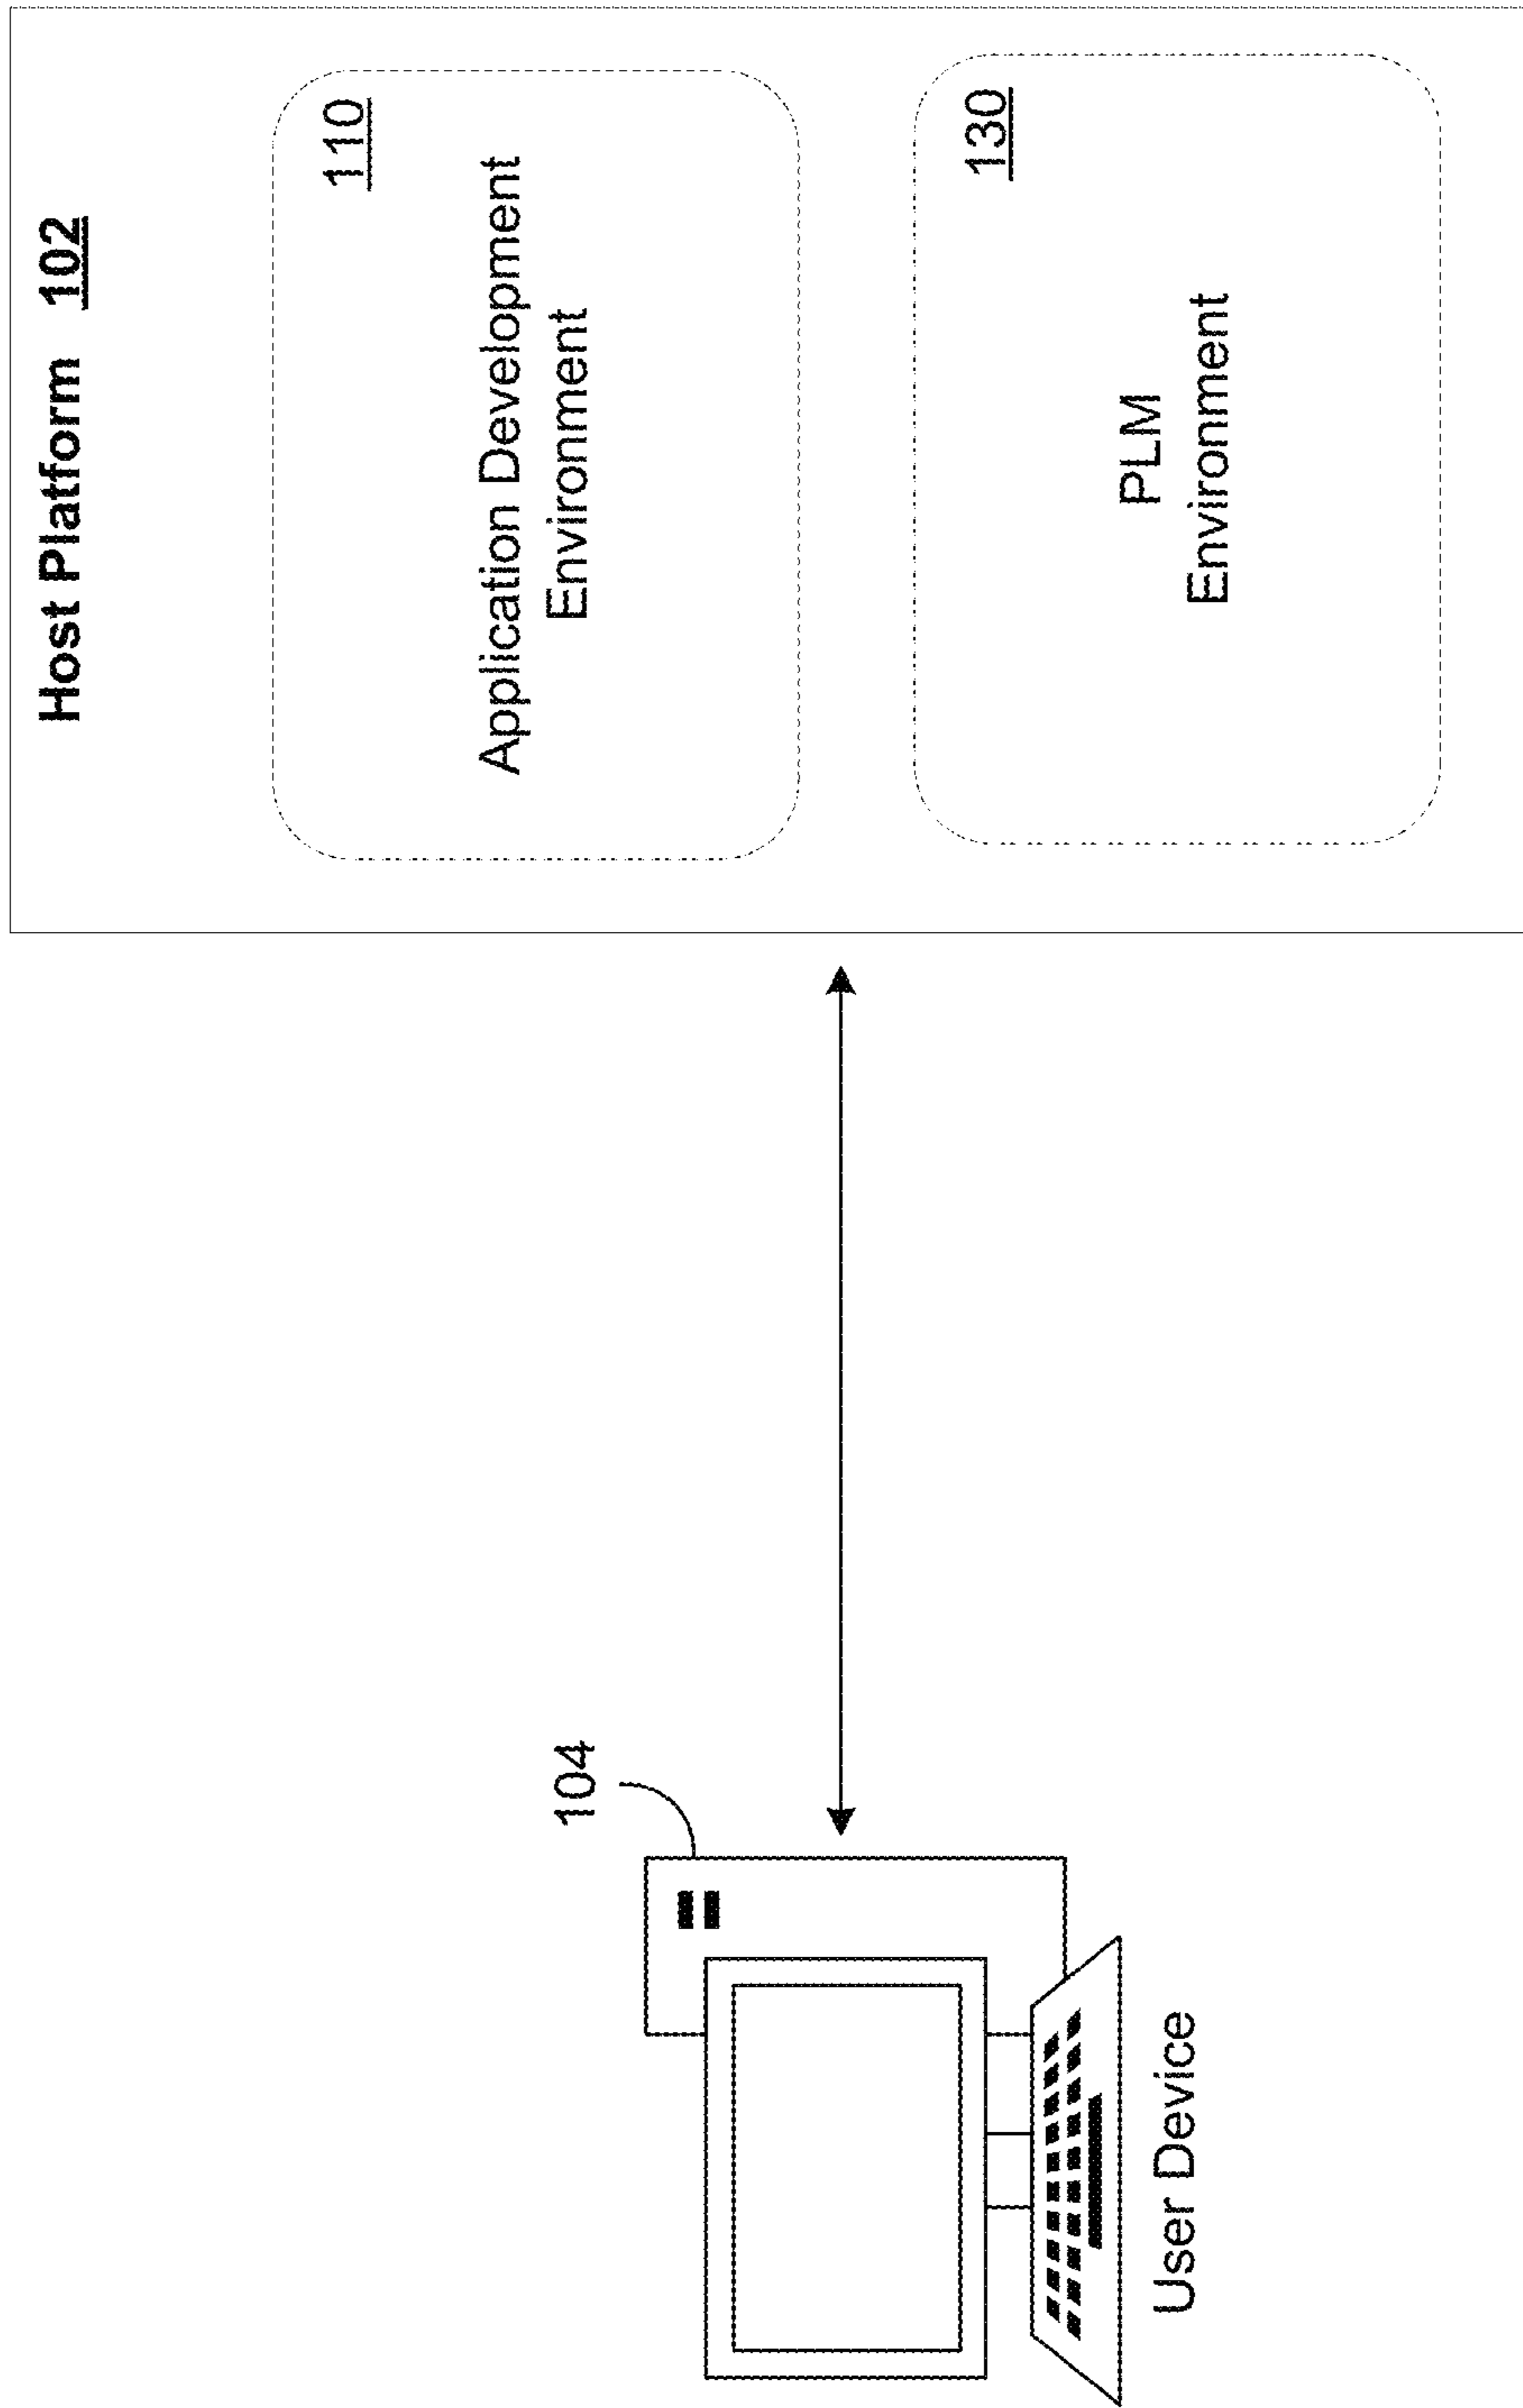 Host Platform 102
110
Application Development
Environment
130
PLM
Environment
104
User Device